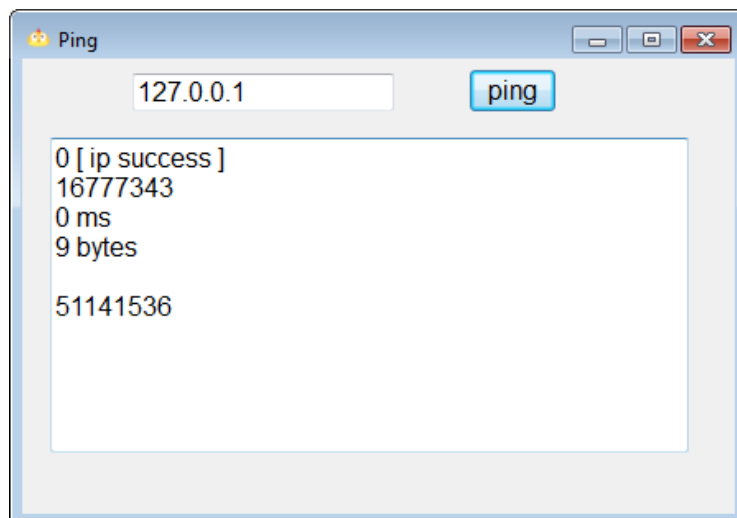 Ping
127.0.0.1 ping
0 [ ip success ]
16777343
0 ms
9 bytes
51141536